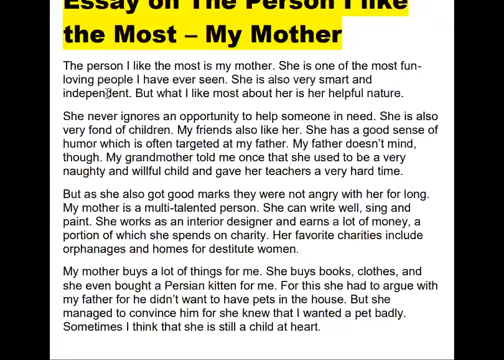 Essay on The Person I like
the Most – My Mother
The person I like the most is my mother. She is one of the most fun-
loving people I have ever seen. She is also very smart and
independent. But what I like most about her is her helpful nature.
She never ignores an opportunity to help someone in need. She is also
very fond of children. My friends also like her. She has a good sense of
humor which is often targeted at my father. My father doesn't mind,
though. My grandmother told me once that she used to be a very
naughty and willful child and gave her teachers a very hard time.
But as she also got good marks they were not angry with her for long.
My mother is a multi-talented person. She can write well, sing and
paint. She works as an interior designer and earns a lot of money, a
portion of which she spends on charity. Her favorite charities include
orphanages and homes for destitute women.
My mother buys a lot of things for me. She buys books, clothes, and
she even bought a Persian kitten for me. For this she had to argue with
my father for he didn't want to have pets in the house. But she
managed to convince him for she knew that I wanted a pet badly.
Sometimes I think that she is still a child at heart.